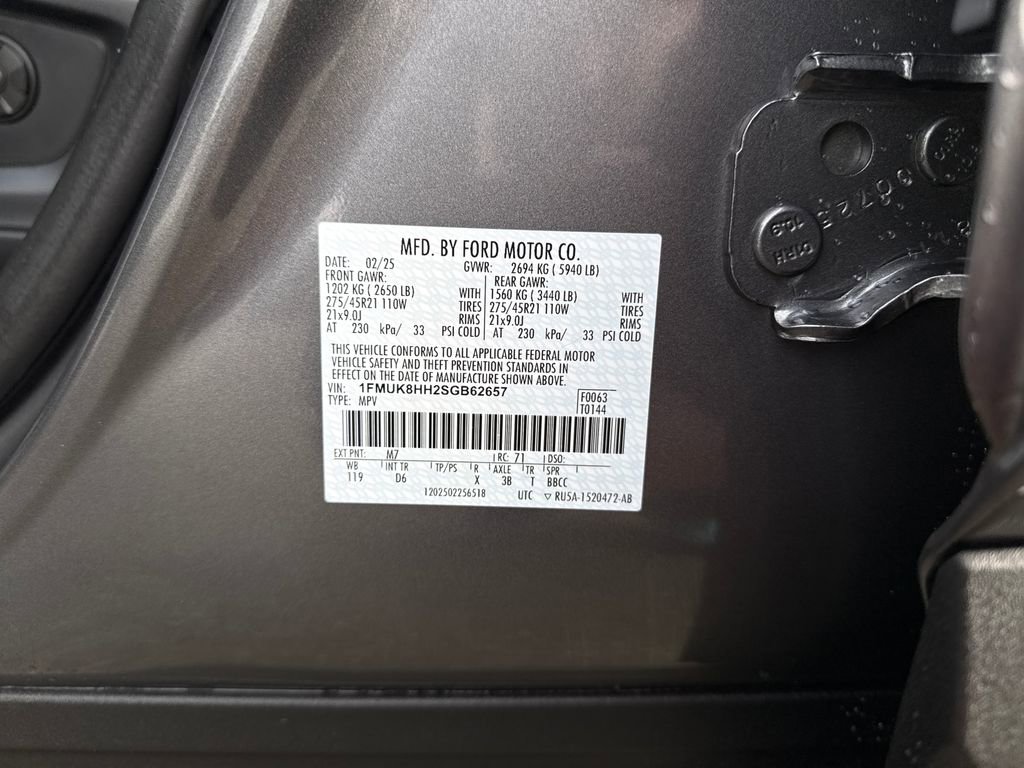 MFD. BY FORD MOTOR CO.
DATE: 02/25 GVWR: 2694 KG ( 5940 LB)
FRONT GAWR: REAR GAWR:
1202 KG ( 2650 LB) WITH 1560 KG ( 3440 LB) WITH
275/45R21 110W TIRES 275/45R21 110W TIRES
21x9.0J RIMS 21x9.0J RIMS
AT 230 kPa/ 33 PSI COLD AT 230 kPa/ 33 PSI COLD
THIS VEHICLE CONFORMS TO ALL APPLICABLE FEDERAL MOTOR
VEHICLE SAFETY AND THEFT PREVENTION STANDARDS IN
EFFECT ON THE DATE OF MANUFACTURE SHOWN ABOVE.
VIN: 1FMUK8HH2SGB62657 F0063
TYPE: MPV T0144
EXT PNT: M7 RC: 71 DSO:
WB INT TR TP/PS R AXLE TR SPR
119 D6 X 3B T BBCC
1202502256518 UTC ▽ RU5A-1520472-AB
01RH
10.9